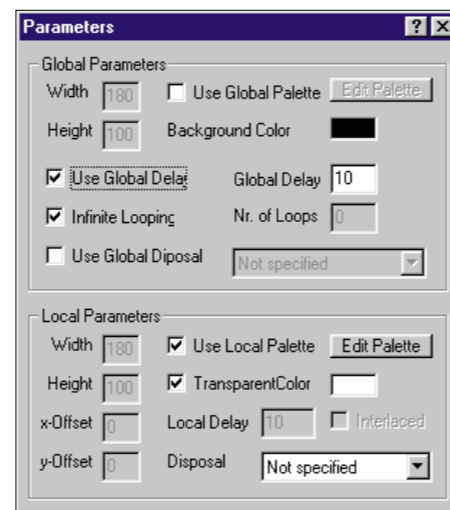 Parameters
Global Parameters
Width 180 Use Global Palette Edit Palette
Height 100 Background Color
Use Global Delay Global Delay 10
Infinite Looping Nr. of Loops 0
Use Global Diposal Not specified
Local Parameters
Width 180 Use Local Palette Edit Palette
Height 100 TransparentColor
x-Offset 0 Local Delay 10 Interlaced
y-Offset 0 Disposal Not specified